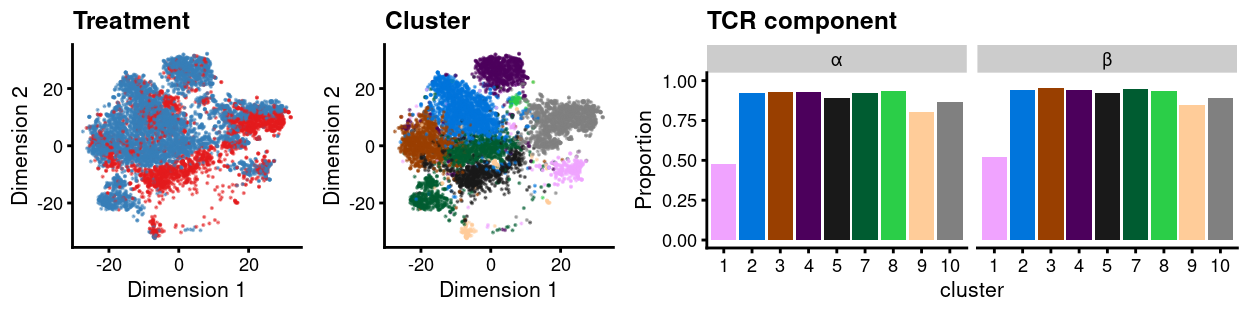 Treatment
Dimension 2
20
0
-20
-20 0 20
Dimension 1
Cluster
Dimension 2
20
0
-20
-20 0 20
Dimension 1
TCR component
α β
Proportion
1.00
0.75
0.50
0.25
0.00
1 2 3 4 5 7 8 9 10 1 2 3 4 5 7 8 9 10
cluster